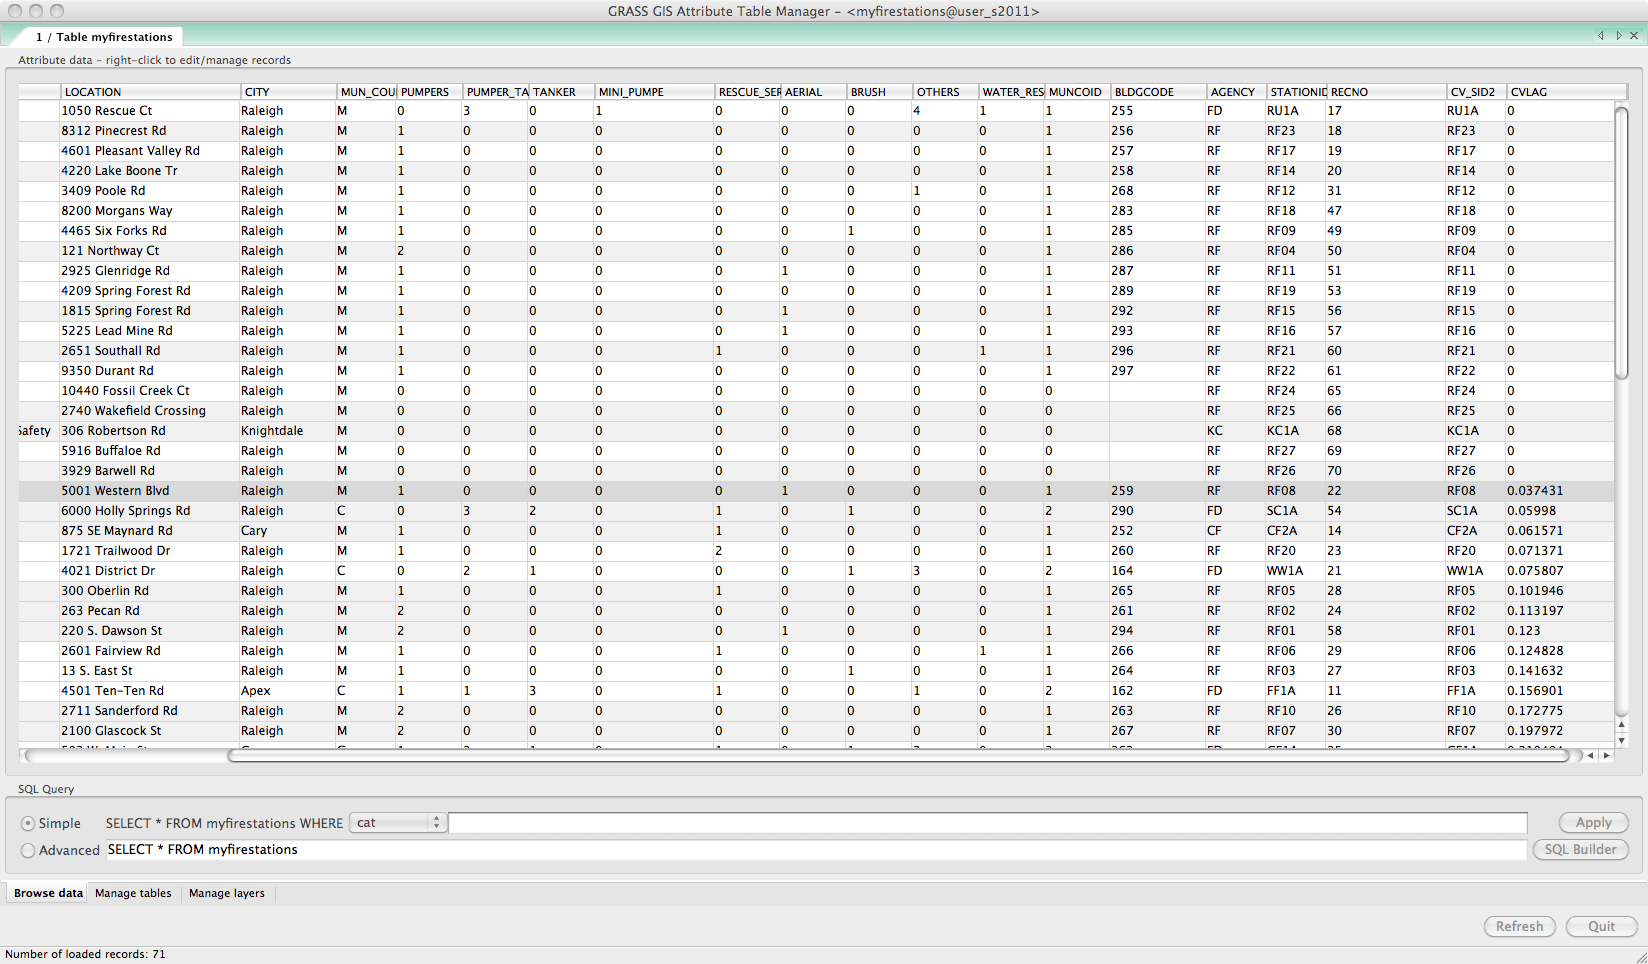 GRASS GIS Attribute Table Manager – <myfirestations@user_s2011>
1 / Table myfirestations
Attribute data – right-click to edit/manage records
LOCATION CITY MUN_COU PUMPERS PUMPER_TA TANKER MINI_PUMPE RESCUE_SER AERIAL BRUSH OTHERS WATER_RES MUNCOID BLDGCODE AGENCY STATIONID RECNO CV_SID2 CVLAG
1050 Rescue Ct Raleigh M 0 3 0 1 0 0 0 4 1 1 255 FD RU1A 17 RU1A 0
8312 Pinecrest Rd Raleigh M 1 0 0 0 0 0 0 0 0 1 256 RF RF23 18 RF23 0
4601 Pleasant Valley Rd Raleigh M 1 0 0 0 0 0 0 0 0 1 257 RF RF17 19 RF17 0
4220 Lake Boone Tr Raleigh M 1 0 0 0 0 0 0 0 0 1 258 RF RF14 20 RF14 0
3409 Poole Rd Raleigh M 1 0 0 0 0 0 0 1 0 1 268 RF RF12 31 RF12 0
8200 Morgans Way Raleigh M 1 0 0 0 0 0 0 0 0 1 283 RF RF18 47 RF18 0
4465 Six Forks Rd Raleigh M 1 0 0 0 0 0 1 0 0 1 285 RF RF09 49 RF09 0
121 Northway Ct Raleigh M 2 0 0 0 0 0 0 0 0 1 286 RF RF04 50 RF04 0
2925 Glenridge Rd Raleigh M 1 0 0 0 0 1 0 0 0 1 287 RF RF11 51 RF11 0
4209 Spring Forest Rd Raleigh M 1 0 0 0 0 0 0 0 0 1 289 RF RF19 53 RF19 0
1815 Spring Forest Rd Raleigh M 1 0 0 0 0 1 0 0 0 1 292 RF RF15 56 RF15 0
5225 Lead Mine Rd Raleigh M 1 0 0 0 0 1 0 0 0 1 293 RF RF16 57 RF16 0
2651 Southall Rd Raleigh M 1 0 0 0 1 0 0 0 1 1 296 RF RF21 60 RF21 0
9350 Durant Rd Raleigh M 1 0 0 0 0 0 0 0 0 1 297 RF RF22 61 RF22 0
10440 Fossil Creek Ct Raleigh M 0 0 0 0 0 0 0 0 0 0 RF RF24 65 RF24 0
2740 Wakefield Crossing Raleigh M 0 0 0 0 0 0 0 0 0 0 RF RF25 66 RF25 0
Safety 306 Robertson Rd Knightdale M 0 0 0 0 0 0 0 0 0 0 KC KC1A 68 KC1A 0
5916 Buffaloe Rd Raleigh M 0 0 0 0 0 0 0 0 0 0 RF RF27 69 RF27 0
3929 Barwell Rd Raleigh M 0 0 0 0 0 0 0 0 0 0 RF RF26 70 RF26 0
5001 Western Blvd Raleigh M 1 0 0 0 0 1 0 0 0 1 259 RF RF08 22 RF08 0.037431
6000 Holly Springs Rd Raleigh C 0 3 2 0 1 0 1 0 0 2 290 FD SC1A 54 SC1A 0.05998
875 SE Maynard Rd Cary M 1 0 0 0 1 0 0 0 0 1 252 CF CF2A 14 CF2A 0.061571
1721 Trailwood Dr Raleigh M 1 0 0 0 2 0 0 0 0 1 260 RF RF20 23 RF20 0.071371
4021 District Dr Raleigh C 0 2 1 0 0 0 1 3 0 2 164 FD WW1A 21 WW1A 0.075807
300 Oberlin Rd Raleigh M 1 0 0 0 1 0 0 0 0 1 265 RF RF05 28 RF05 0.101946
263 Pecan Rd Raleigh M 2 0 0 0 0 0 0 0 0 1 261 RF RF02 24 RF02 0.113197
220 S. Dawson St Raleigh M 2 0 0 0 0 1 0 0 0 1 294 RF RF01 58 RF01 0.123
2601 Fairview Rd Raleigh M 1 0 0 0 1 0 0 0 1 1 266 RF RF06 29 RF06 0.124828
13 S. East St Raleigh M 1 0 0 0 0 0 1 0 0 1 264 RF RF03 27 RF03 0.141632
4501 Ten-Ten Rd Apex C 1 1 3 0 1 0 0 1 0 2 162 FD FF1A 11 FF1A 0.156901
2711 Sanderford Rd Raleigh M 2 0 0 0 0 0 0 0 0 1 263 RF RF10 26 RF10 0.172775
2100 Glascock St Raleigh M 2 0 0 0 0 0 0 0 0 1 267 RF RF07 30 RF07 0.197972
SQL Query
Simple SELECT * FROM myfirestations WHERE cat Apply
Advanced SELECT * FROM myfirestations SQL Builder
Browse data Manage tables Manage layers
Refresh Quit
Number of loaded records: 71